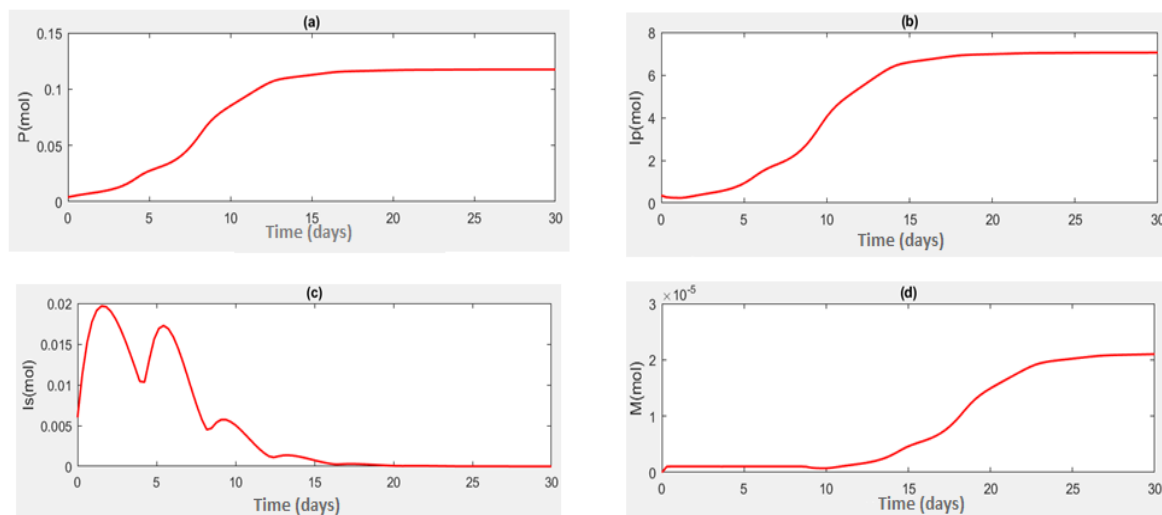 (a)
P(mol)
0.15
0.1
0.05
0
0 5 10 15 20 25 30
Time (days)
(b)
Ip(mol)
8
6
4
2
0
0 5 10 15 20 25 30
Time (days)
(c)
Is(mol)
0.02
0.015
0.01
0.005
0
0 5 10 15 20 25 30
Time (days)
(d)
× 10⁻⁵
M(mol)
3
2
1
0
0 5 10 15 20 25 30
Time (days)